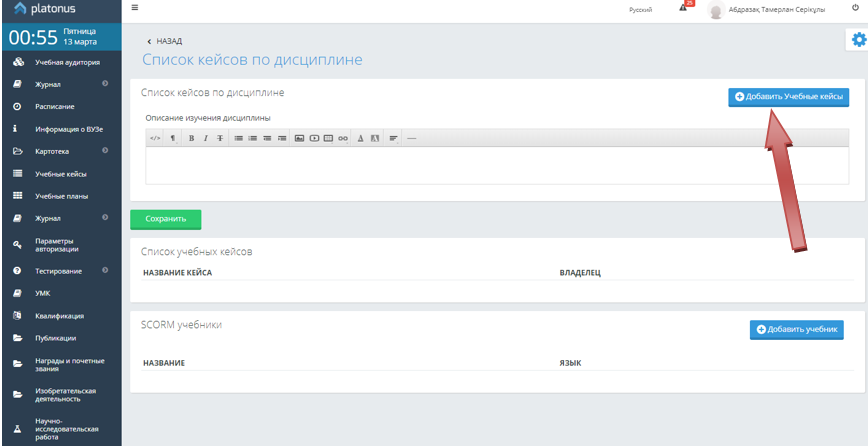 platonus
Русский
25
Абдразақ Тамерлан Серікұлы
00:55
Пятница
13 марта
Учебная аудитория
Журнал
Расписание
Информация о ВУЗе
Картотека
Учебные кейсы
Учебные планы
Журнал
Параметры
авторизации
Тестирование
УМК
Квалификация
Публикации
Награды и почетные
звания
Изобретательская
деятельность
Научно-
исследовательская
работа
НАЗАД
Список кейсов по дисциплине
Список кейсов по дисциплине
Добавить Учебные кейсы
Описание изучения дисциплины
Сохранить
Список учебных кейсов
НАЗВАНИЕ КЕЙСА ВЛАДЕЛЕЦ
SCORM учебники
Добавить учебник
НАЗВАНИЕ ЯЗЫК